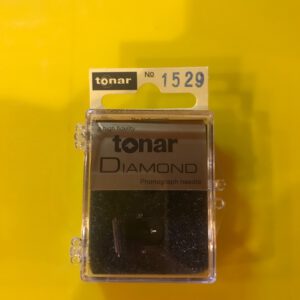 tonar No 1529
tonar
DIAMOND
Phonograph needle